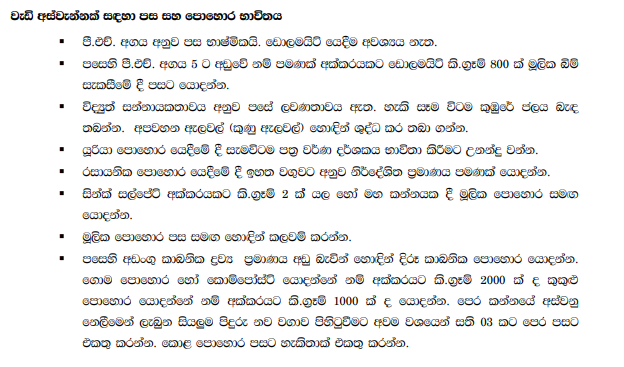 වැඩි අස්වැන්නක් සඳහා පස සහ පොහොර භාවිතය
▪ පී.එච්. අගය අනුව පස භාෂ්මිකයි. ඩොලමයිට් යෙදීම අවශ්‍යය නැත.
▪ පසෙහි පී.එච්. අගය 5 ට අඩුවේ නම් පමණක් අක්කරයකට ඩොලමයිට් කි.ග්‍රෑම් 800 ක් මූලික බිම්
සැකසීමේ දී පසට යොදන්න.
▪ විද්‍යුත් සන්නායකතාවය අනුව පසේ ලවණතාවය ඇත. හැකි සෑම විටම කුඹුරේ ජලය බැඳ
තබන්න. අපවහන ඇලවල් (කුණු ඇලවල්) හොඳින් ශුද්ධ කර තබා ගන්න.
▪ යූරියා පොහොර යෙදීමේ දී සැමවිටම පත්‍ර වර්ණ දර්ශකය භාවිතා කිරීමට උනන්දු වන්න.
▪ රසායනික පොහොර යෙදීමේ දී ඉහත වගුවට අනුව නිර්දේශිත ප්‍රමාණය පමණක් යොදන්න.
▪ සින්ක් සල්පේට් අක්කරයකට කි.ග්‍රෑම් 2 ක් යල හෝ මහ කන්නයක දී මූලික පොහොර සමඟ
යොදන්න.
▪ මූලික පොහොර පස සමඟ හොඳින් කලවම් කරන්න.
▪ පසෙහි අඩංගු කාබනික ද්‍රව්‍ය ප්‍රමාණය අඩු බැවින් හොඳින් දිරූ කාබනික පොහොර යොදන්න.
ගොම පොහොර හෝ කොම්පෝස්ට් යොදන්නේ නම් අක්කරයට කි.ග්‍රෑම් 2000 ක් ද කුකුළු
පොහොර යොදන්නේ නම් අක්කරයට කි.ග්‍රෑම් 1000 ක් ද යොදන්න. පෙර කන්නයේ අස්වනු
නෙලීමෙන් ලැබුන සියලුම පිදුරු නව වගාව පිහිටුවීමට අවම වශයෙන් සති 03 කට පෙර පසට
එකතු කරන්න. කොළ පොහොර පසට හැකිතාක් එකතු කරන්න.